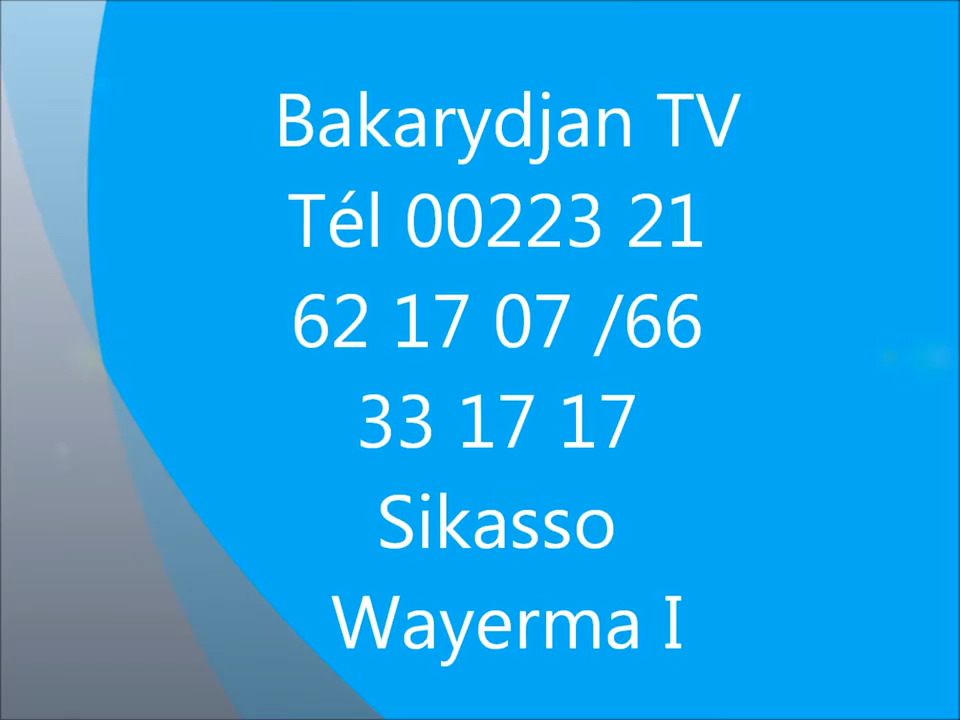 Bakarydjan TV
Tél 00223 21
62 17 07 /66
33 17 17
Sikasso
Wayerma I